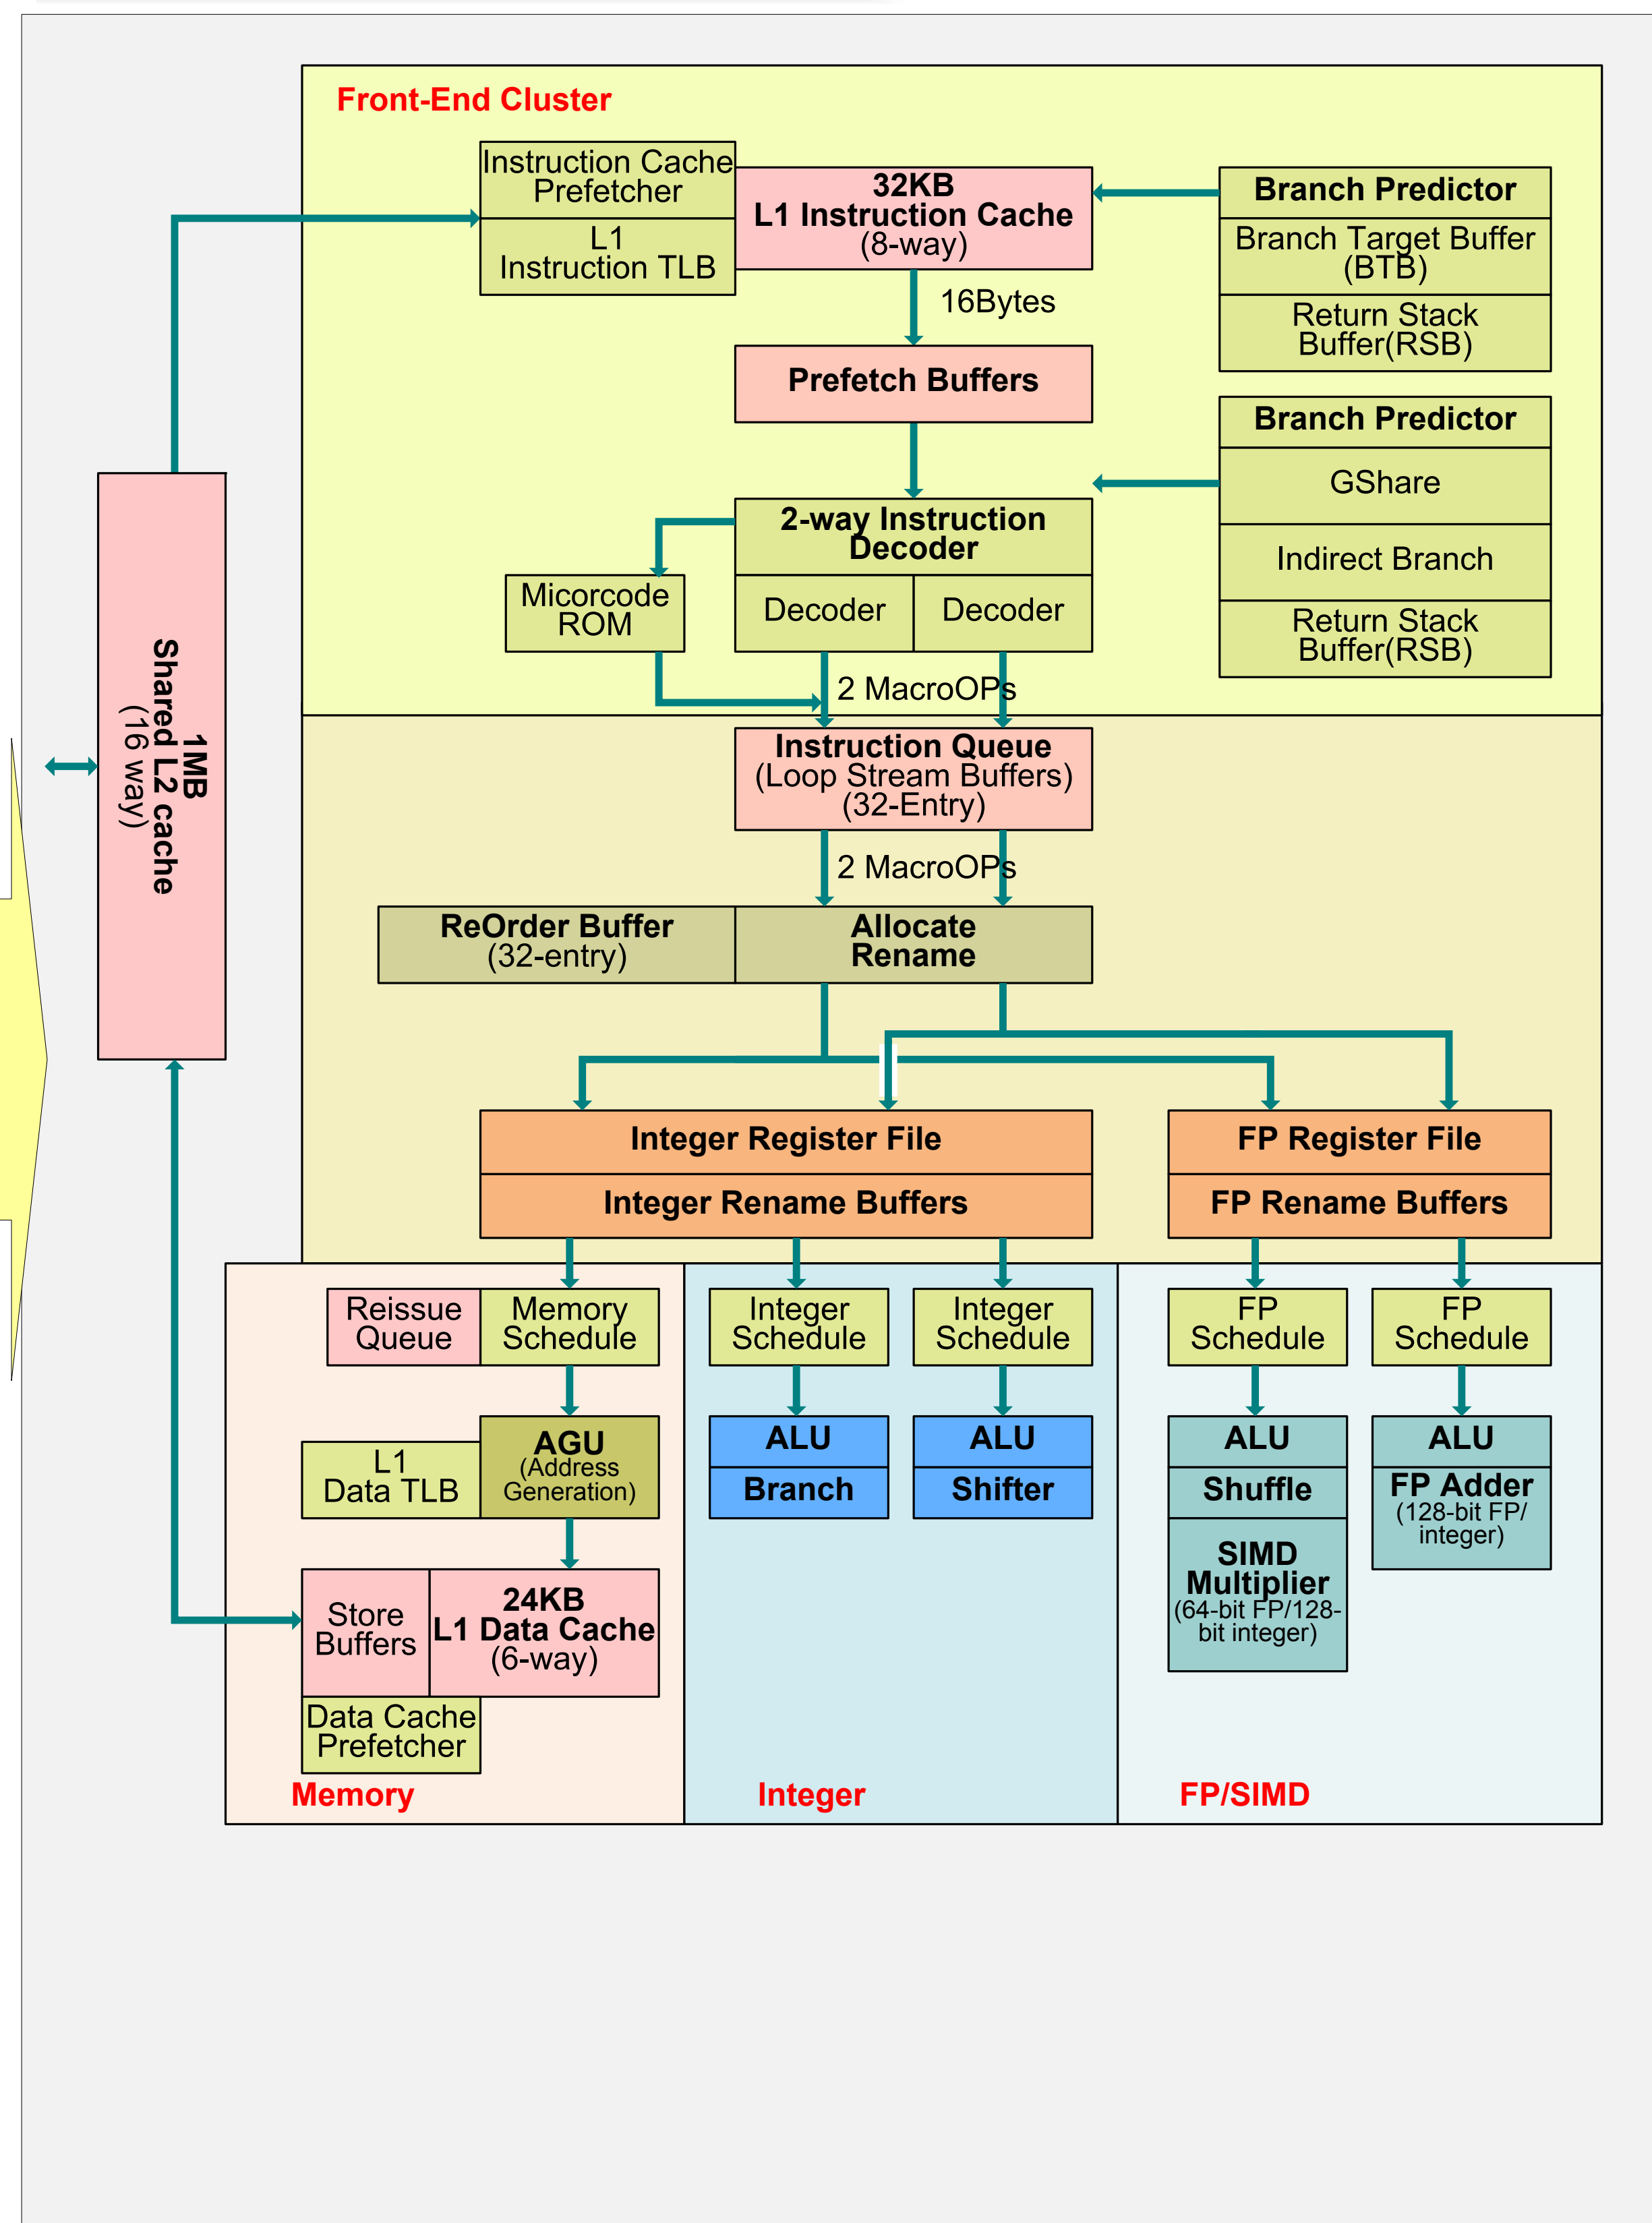 Front-End Cluster
Instruction Cache
Prefetcher
L1
Instruction TLB
32KB
L1 Instruction Cache
(8-way)
Branch Predictor
Branch Target Buffer
(BTB)
Return Stack
Buffer(RSB)
16Bytes
Prefetch Buffers
Branch Predictor
GShare
Indirect Branch
Return Stack
Buffer(RSB)
2-way Instruction
Decoder
Decoder
Decoder
Micorcode
ROM
2 MacroOPs
1MB
Shared L2 cache
(16 way)
Instruction Queue
(Loop Stream Buffers)
(32-Entry)
2 MacroOPs
ReOrder Buffer
(32-entry)
Allocate
Rename
Integer Register File
Integer Rename Buffers
FP Register File
FP Rename Buffers
Reissue
Queue
Memory
Schedule
Integer
Schedule
Integer
Schedule
FP
Schedule
FP
Schedule
L1
Data TLB
AGU
(Address
Generation)
ALU
Branch
ALU
Shifter
ALU
Shuffle
SIMD
Multiplier
(64-bit FP/128-
bit integer)
ALU
FP Adder
(128-bit FP/
integer)
Store
Buffers
24KB
L1 Data Cache
(6-way)
Data Cache
Prefetcher
Memory
Integer
FP/SIMD